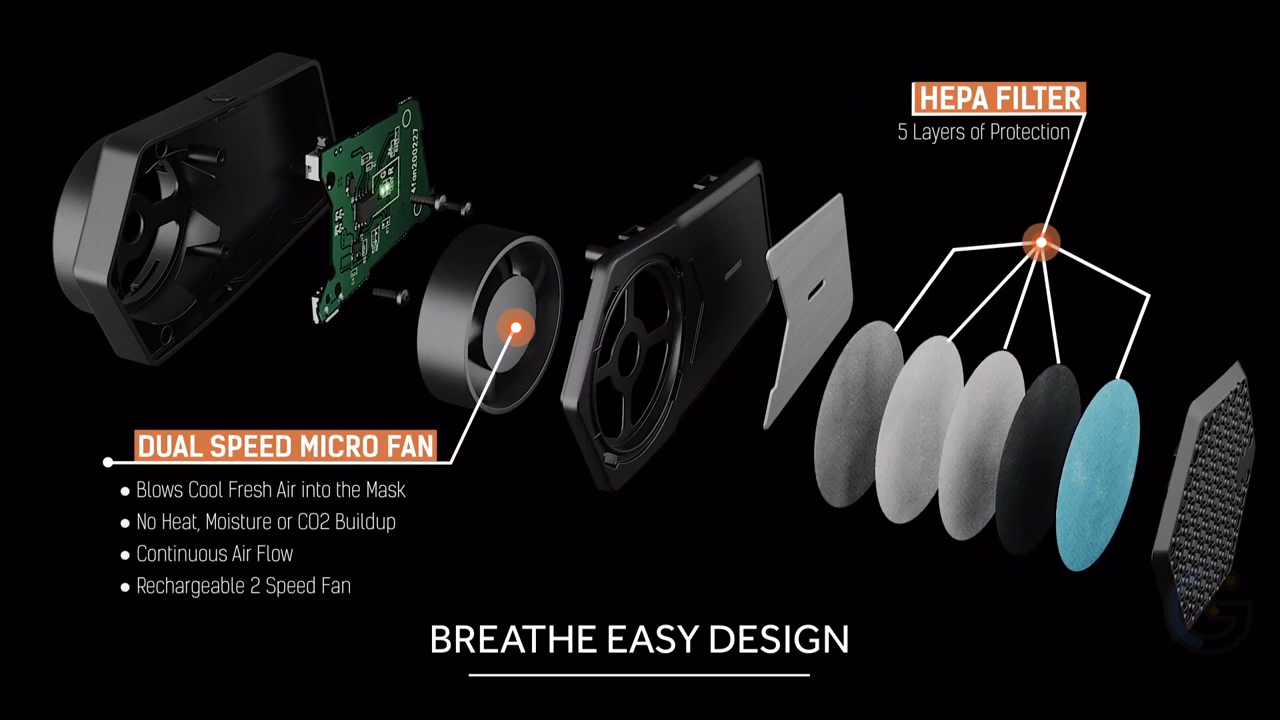 HEPA FILTER
5 Layers of Protection
DUAL SPEED MICRO FAN
Blows Cool Fresh Air into the Mask
No Heat, Moisture or CO2 Buildup
Continuous Air Flow
Rechargeable 2 Speed Fan
BREATHE EASY DESIGN